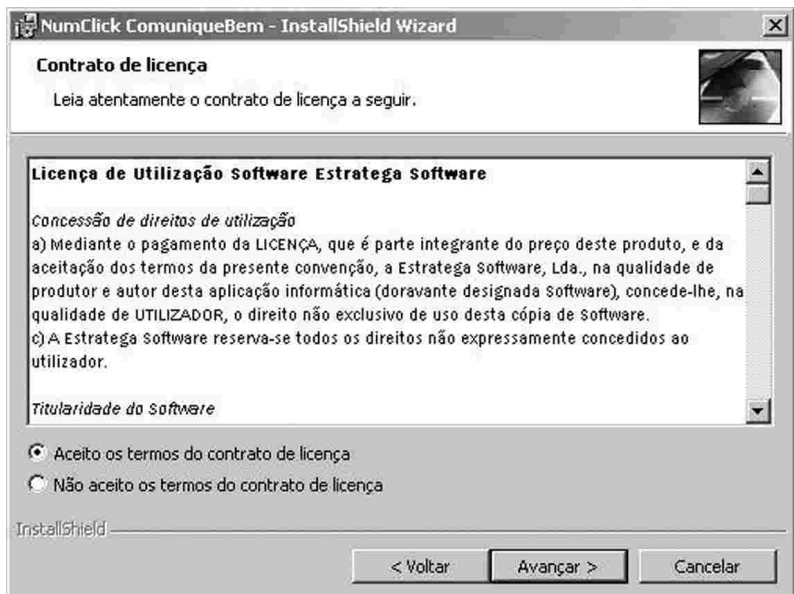 NumClick ComuniqueBem - InstallShield Wizard
Contrato de licença
Leia atentamente o contrato de licença a seguir.
Licença de Utilização Software Estratega Software
Concessão de direitos de utilização
a) Mediante o pagamento da LICENÇA, que é parte integrante do preço deste produto, e da
aceitação dos termos da presente convenção, a Estratega Software, Lda., na qualidade de
produtor e autor desta aplicação informática (doravante designada Software), concede-lhe, na
qualidade de UTILIZADOR, o direito não exclusivo de uso desta cópia de Software.
c) A Estratega Software reserva-se todos os direitos não expressamente concedidos ao
utilizador.
Titularidade do Software
Aceito os termos do contrato de licença
Não aceito os termos do contrato de licença
InstallShield
< Voltar
Avançar >
Cancelar